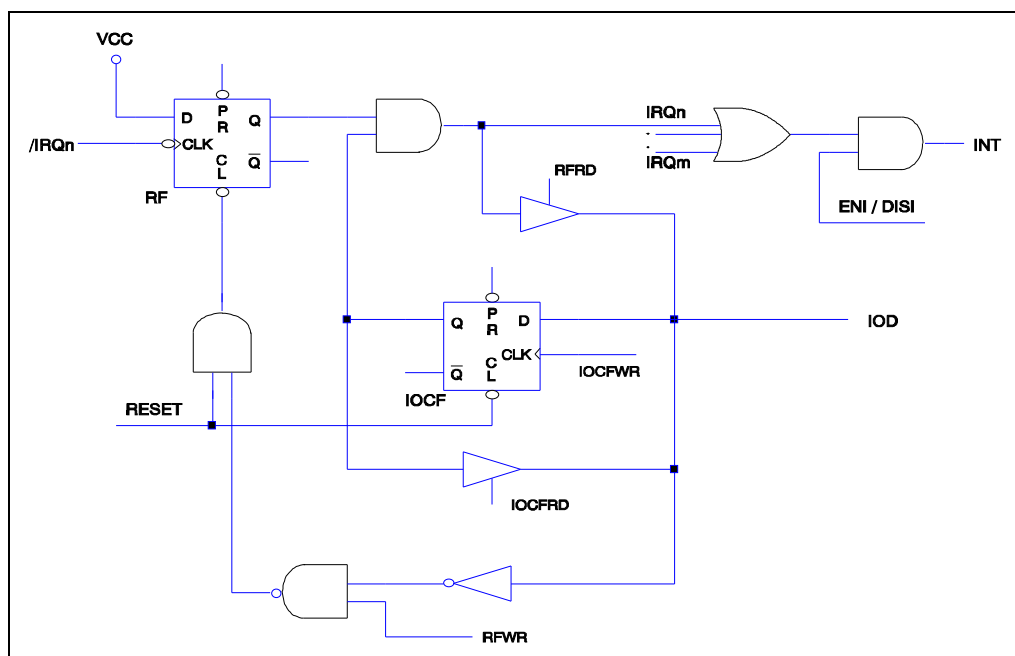 VCC
D
P
R
Q
/IRQn
CLK
C
L
Q
RF
IRQn
IRQm
INT
RFRD
ENI / DISI
Q
P
R
D
IOD
CLK
C
L
Q
IOCFWR
IOCF
RESET
IOCFRD
RFWR